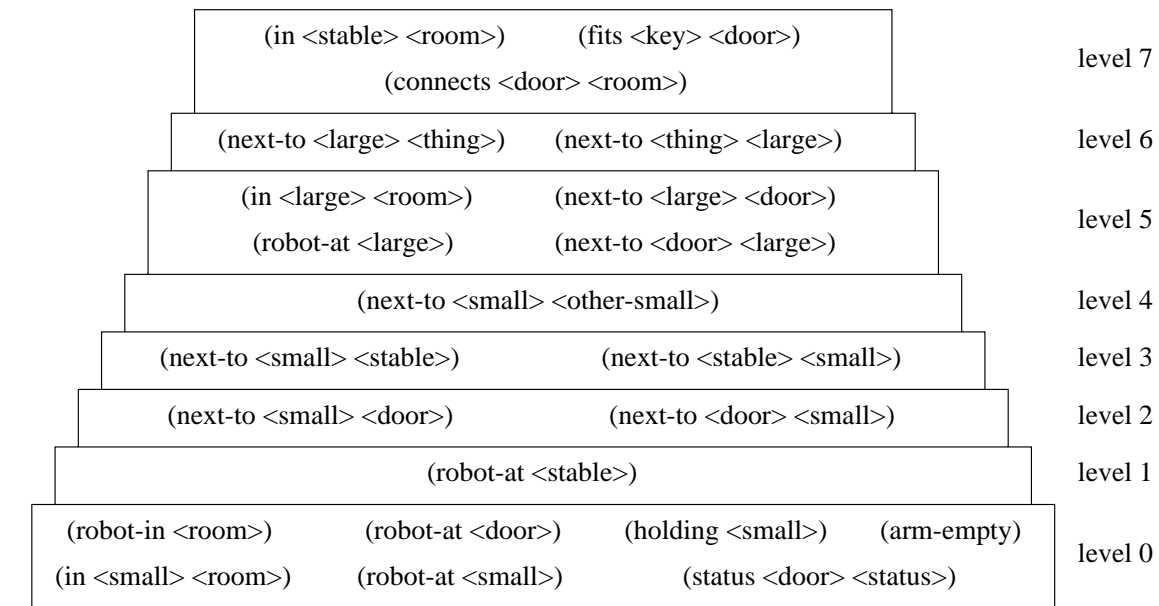 (in <stable> <room>) (fits <key> <door>)
(connects <door> <room>)
level 7
(next-to <large> <thing>) (next-to <thing> <large>)
level 6
(in <large> <room>) (next-to <large> <door>)
(robot-at <large>) (next-to <door> <large>)
level 5
(next-to <small> <other-small>)
level 4
(next-to <small> <stable>) (next-to <stable> <small>)
level 3
(next-to <small> <door>) (next-to <door> <small>)
level 2
(robot-at <stable>)
level 1
(robot-in <room>) (robot-at <door>) (holding <small>) (arm-empty)
(in <small> <room>) (robot-at <small>) (status <door> <status>)
level 0